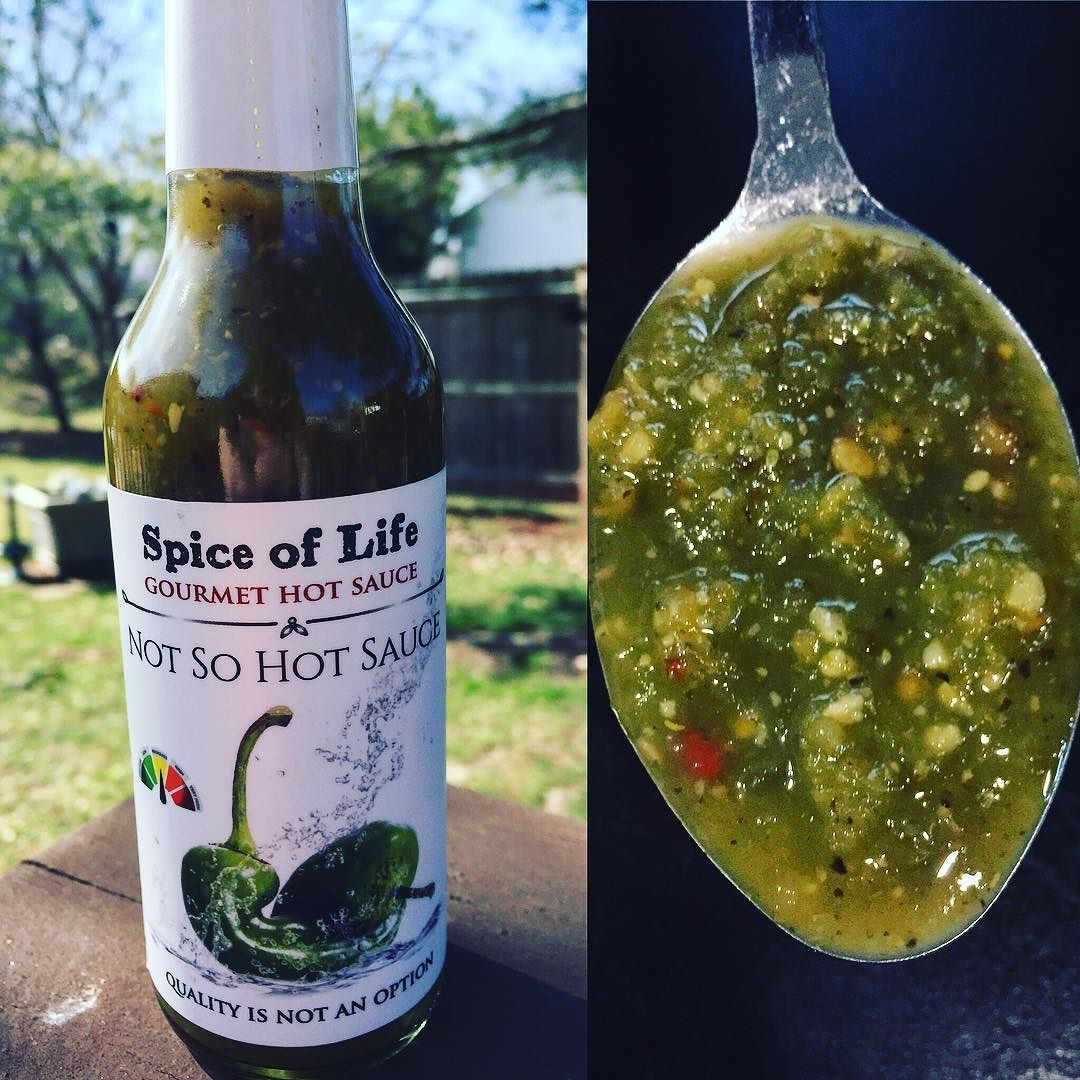 Spice of Life
GOURMET HOT SAUCE
NOT SO HOT SAUCE
QUALITY IS NOT AN OPTION